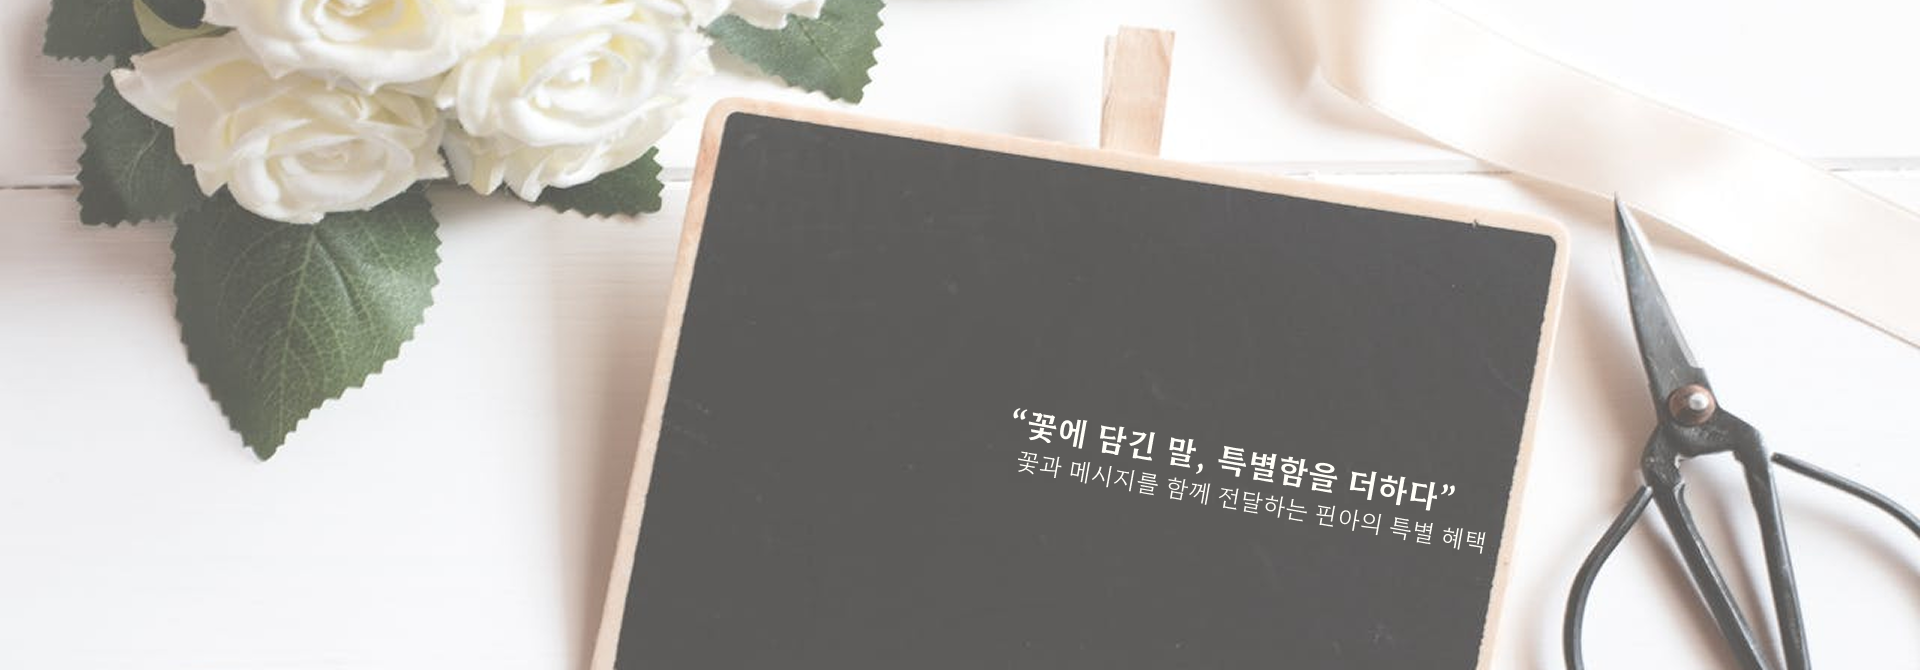 “꽃에 담긴 말, 특별함을 더하다”
꽃과 메시지를 함께 전달하는 핀아의 특별 혜택